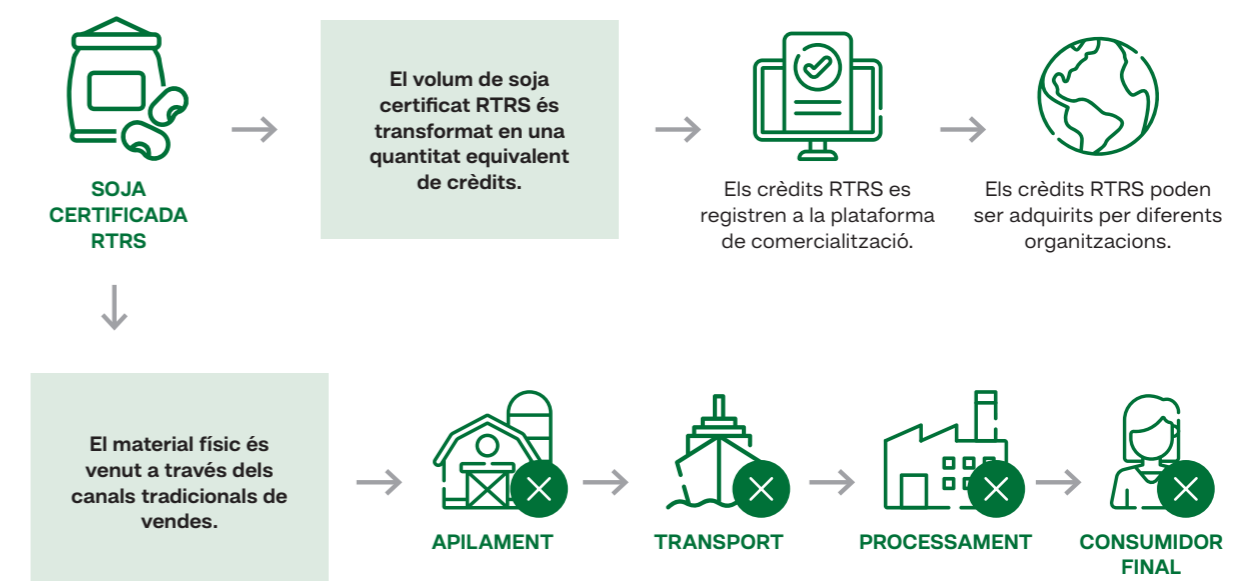 SOJA
CERTIFICADA
RTRS
El volum de soja
certificat RTRS és
transformat en una
quantitat equivalent
de crèdits.
Els crèdits RTRS es
registren a la plataforma
de comercialització.
Els crèdits RTRS poden
ser adquirits per diferents
organitzacions.
El material físic és
venut a través dels
canals tradicionals de
vendes.
APILAMENT
TRANSPORT
PROCESSAMENT
CONSUMIDOR
FINAL